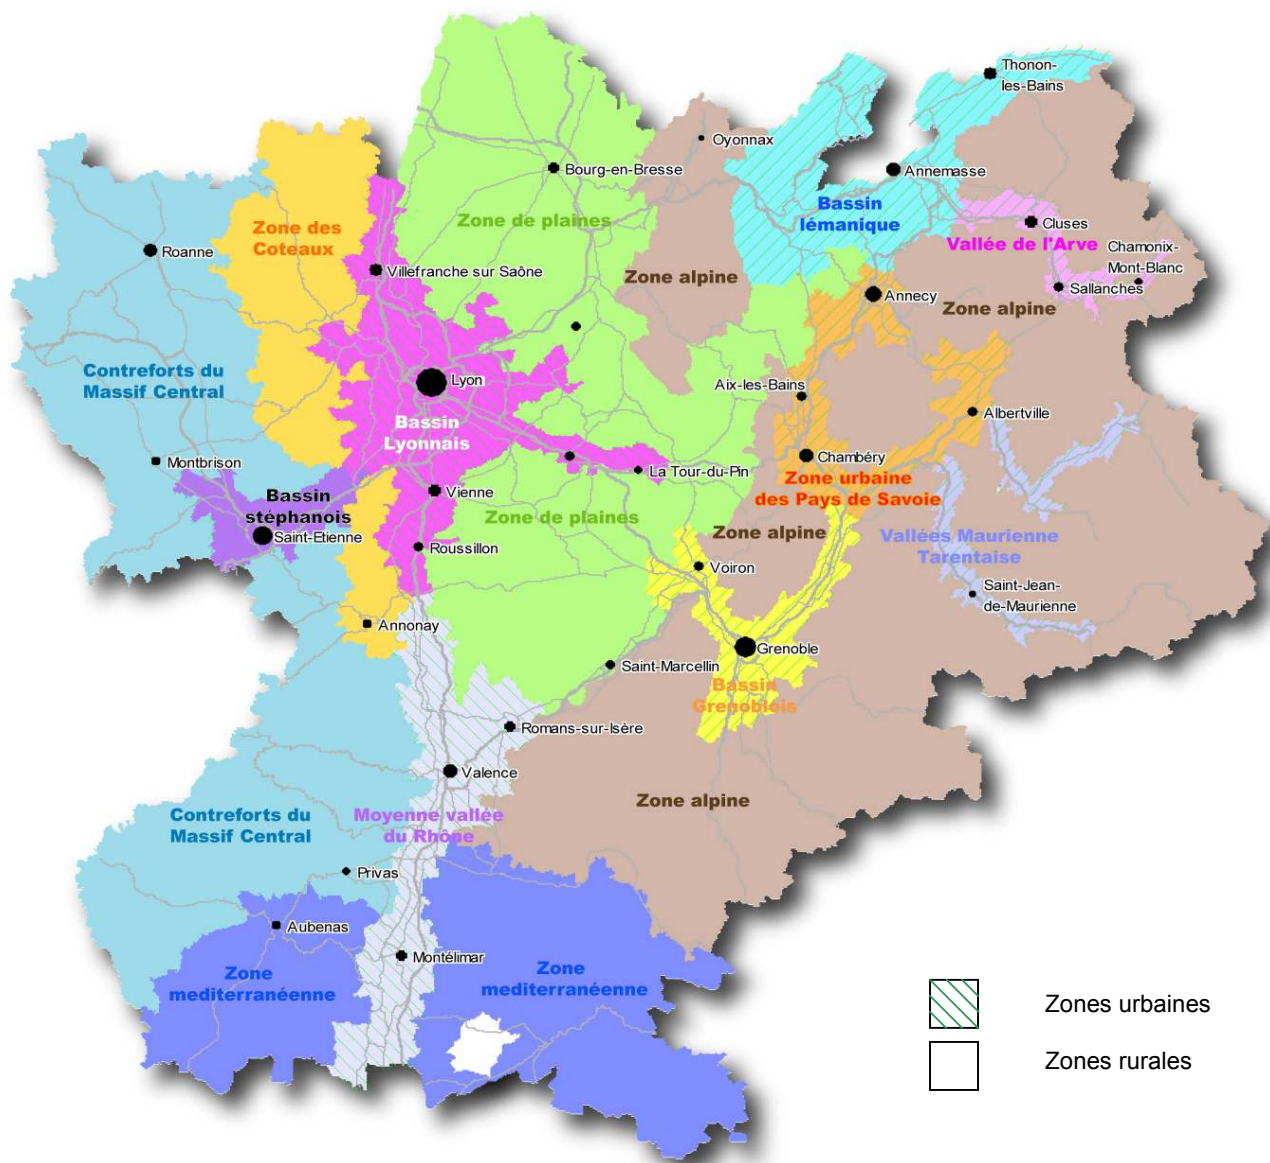 Thonon-
les-Bains
Oyonnax
Bourg-en-Bresse
Annemasse
Zone des
Coteaux
Zone de plaines
Bassin
lémanique
Cluses
Vallée de l'Arve
Chamonix-
Mont-Blanc
Roanne
Villefranche sur Saône
Zone alpine
Annecy
Sallanches
Zone alpine
Contreforts du
Massif Central
Lyon
Aix-les-Bains
Albertville
Bassin
Lyonnais
Montbrison
La Tour-du-Pin
Chambéry
Zone urbaine
des Pays de Savoie
Bassin
stéphanois
Vienne
Zone de plaines
Saint-Etienne
Zone alpine
Vallées Maurienne
Tarentaise
Roussillon
Voiron
Saint-Jean-
de-Maurienne
Annonay
Grenoble
Saint-Marcellin
Bassin
Grenoblois
Romans-sur-Isère
Valence
Zone alpine
Contreforts du
Massif Central
Moyenne vallée
du Rhône
Privas
Aubenas
Montélimar
Zone
mediterranéenne
Zone
mediterranéenne
Zones urbaines
Zones rurales